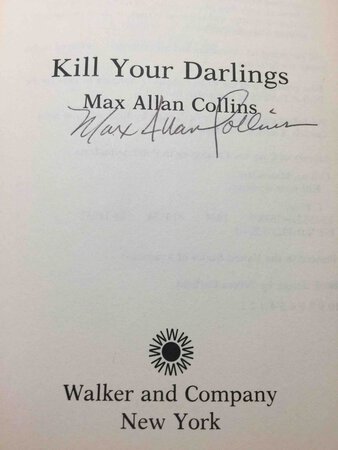 Kill Your Darlings
Max Allan Collins
Max Allan Collins
Walker and Company
New York